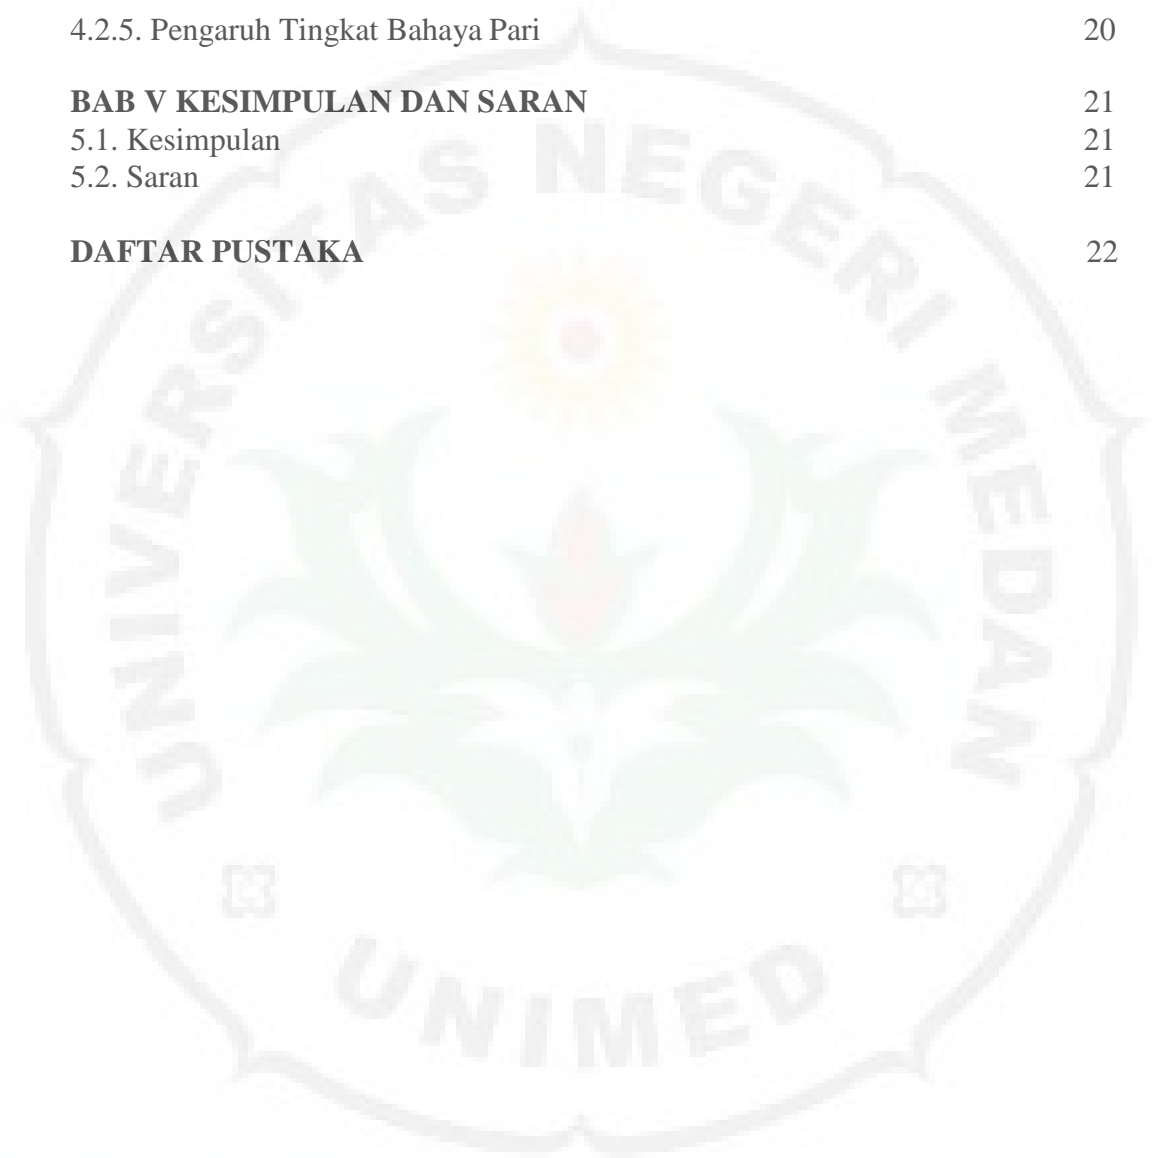 4.2.5. Pengaruh Tingkat Bahaya Pari 20
BAB V KESIMPULAN DAN SARAN 21
5.1. Kesimpulan 21
5.2. Saran 21
DAFTAR PUSTAKA 22
UNIVERSITAS NEGERI MEDAN
UNIMED